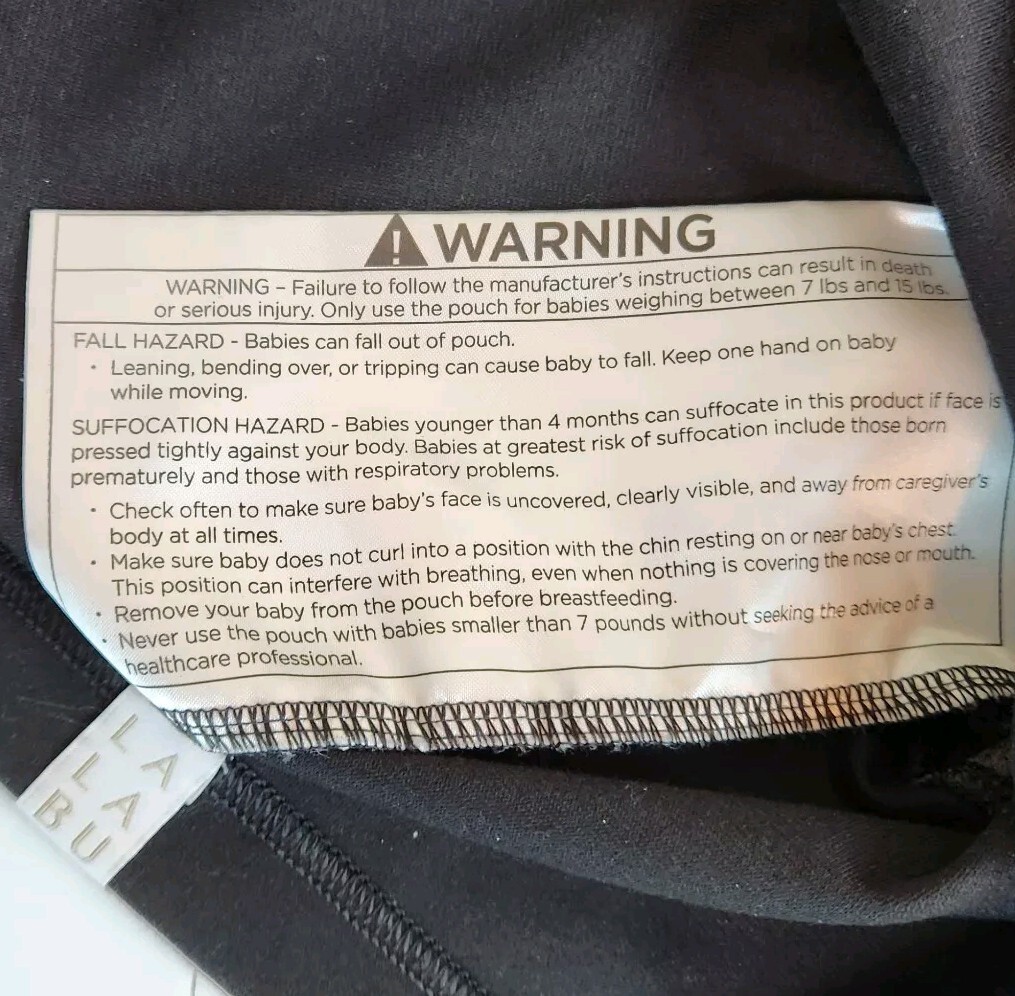 WARNING
WARNING – Failure to follow the manufacturer's instructions can result in death
or serious injury. Only use the pouch for babies weighing between 7 lbs and 15 lbs.
FALL HAZARD - Babies can fall out of pouch.
• Leaning, bending over, or tripping can cause baby to fall. Keep one hand on baby
while moving.
SUFFOCATION HAZARD - Babies younger than 4 months can suffocate in this product if face is
pressed tightly against your body. Babies at greatest risk of suffocation include those born
prematurely and those with respiratory problems.
• Check often to make sure baby's face is uncovered, clearly visible, and away from caregiver's
body at all times.
• Make sure baby does not curl into a position with the chin resting on or near baby's chest.
This position can interfere with breathing, even when nothing is covering the nose or mouth.
• Remove your baby from the pouch before breastfeeding.
• Never use the pouch with babies smaller than 7 pounds without seeking the advice of a
healthcare professional.
LA
LA
BU